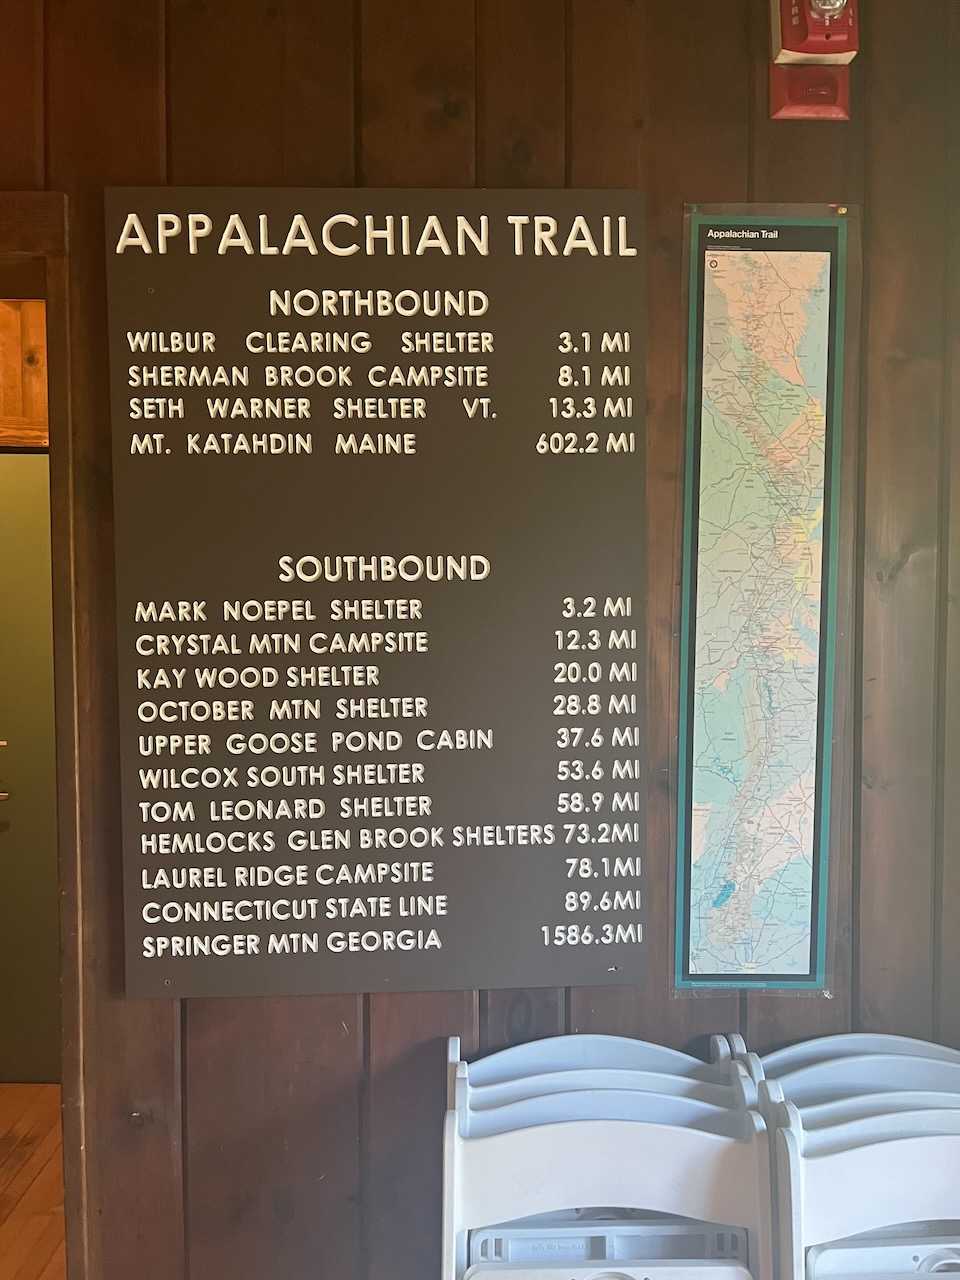 APPALACHIAN TRAIL
NORTHBOUND
WILBUR CLEARING SHELTER 3.1 MI
SHERMAN BROOK CAMPSITE 8.1 MI
SETH WARNER SHELTER VT. 13.3 MI
MT. KATAHDIN MAINE 602.2 MI
SOUTHBOUND
MARK NOEPEL SHELTER 3.2 MI
CRYSTAL MTN CAMPSITE 12.3 MI
KAY WOOD SHELTER 20.0 MI
OCTOBER MTN SHELTER 28.8 MI
UPPER GOOSE POND CABIN 37.6 MI
WILCOX SOUTH SHELTER 53.6 MI
TOM LEONARD SHELTER 58.9 MI
HEMLOCKS GLEN BROOK SHELTERS 73.2MI
LAUREL RIDGE CAMPSITE 78.1MI
CONNECTICUT STATE LINE 89.6MI
SPRINGER MTN GEORGIA 1586.3MI
Appalachian Trail